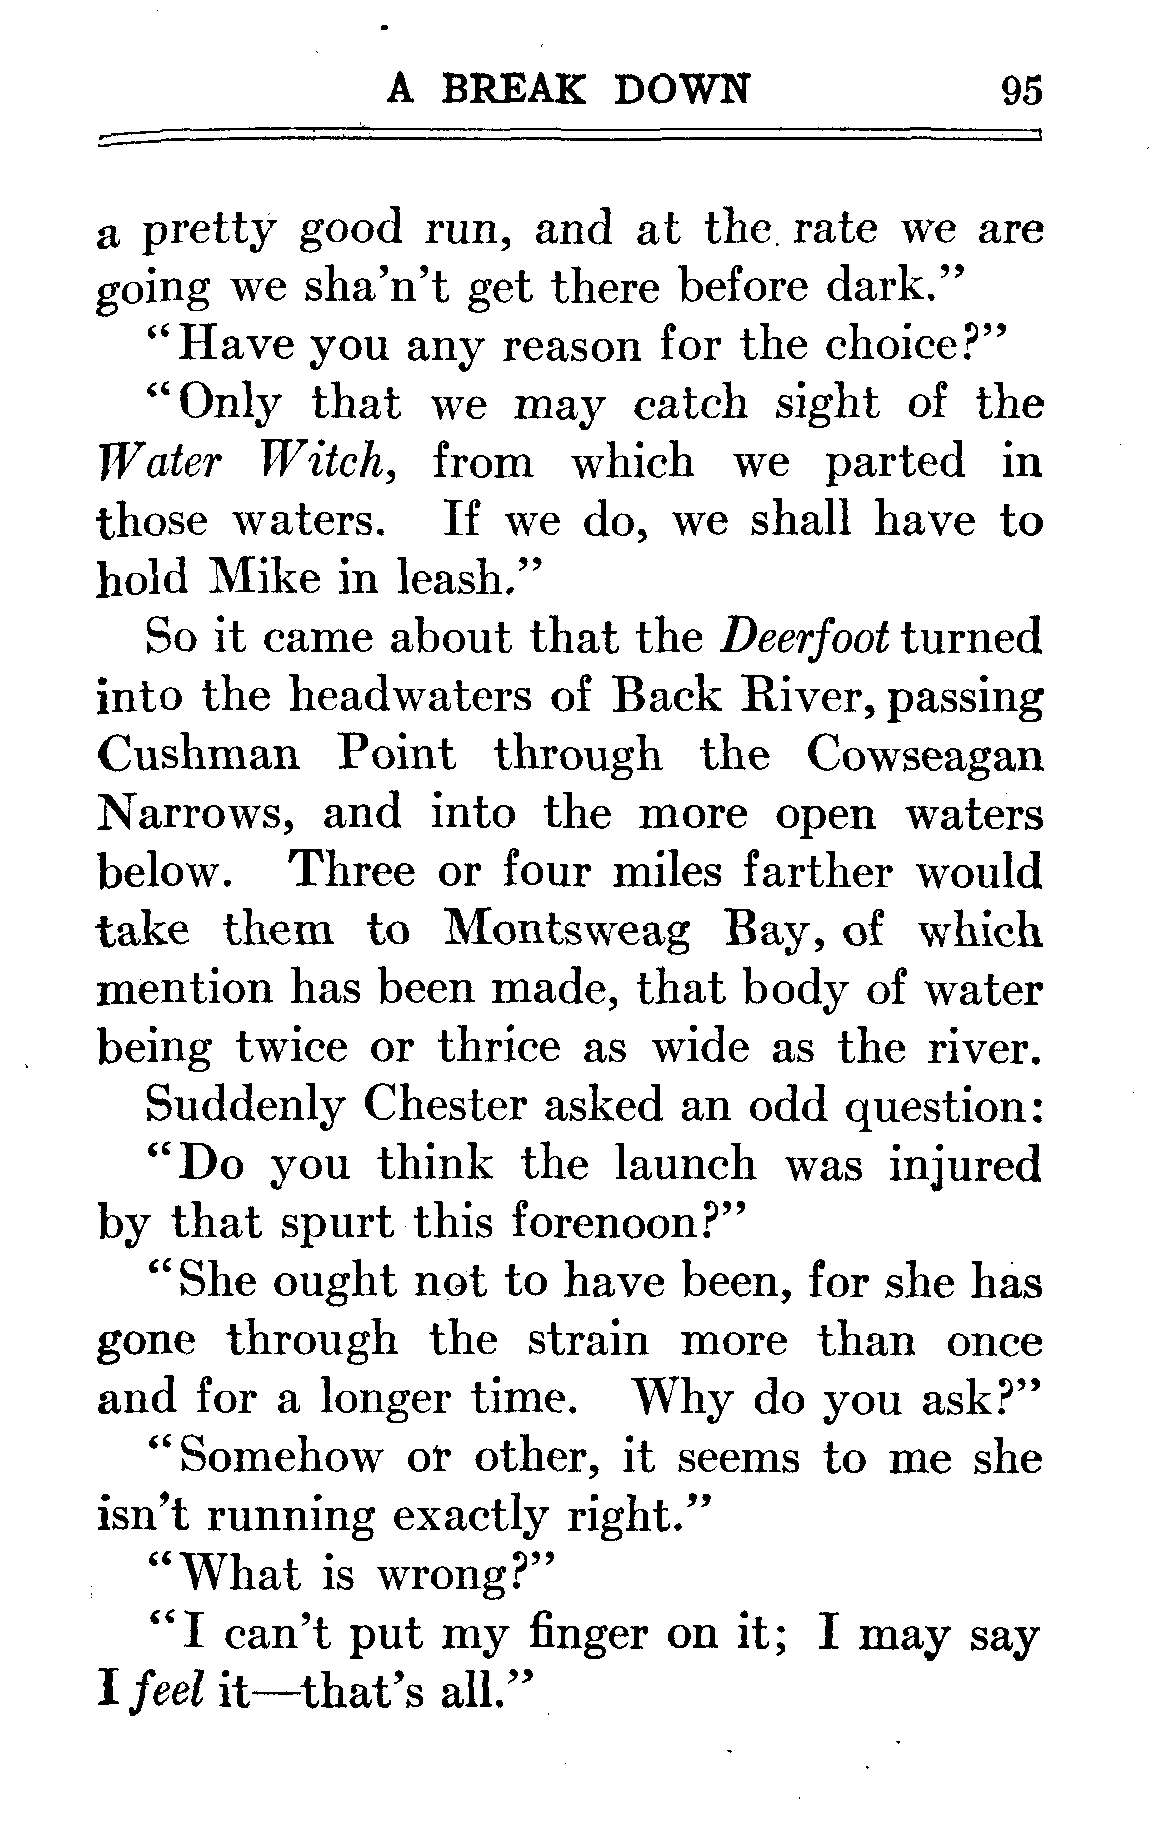 A BREAK DOWN 95
a pretty good run, and at the rate we are
going we sha'n't get there before dark."
"Have you any reason for the choice?"
"Only that we may catch sight of the
Water Witch, from which we parted in
those waters. If we do, we shall have to
hold Mike in leash."
So it came about that the Deerfoot turned
into the headwaters of Back River, passing
Cushman Point through the Cowseagan
Narrows, and into the more open waters
below. Three or four miles farther would
take them to Montsweag Bay, of which
mention has been made, that body of water
being twice or thrice as wide as the river.
Suddenly Chester asked an odd question:
"Do you think the launch was injured
by that spurt this forenoon?"
"She ought not to have been, for she has
gone through the strain more than once
and for a longer time. Why do you ask?"
"Somehow or other, it seems to me she
isn't running exactly right."
"What is wrong?"
"I can't put my finger on it; I may say
I feel it—that's all."